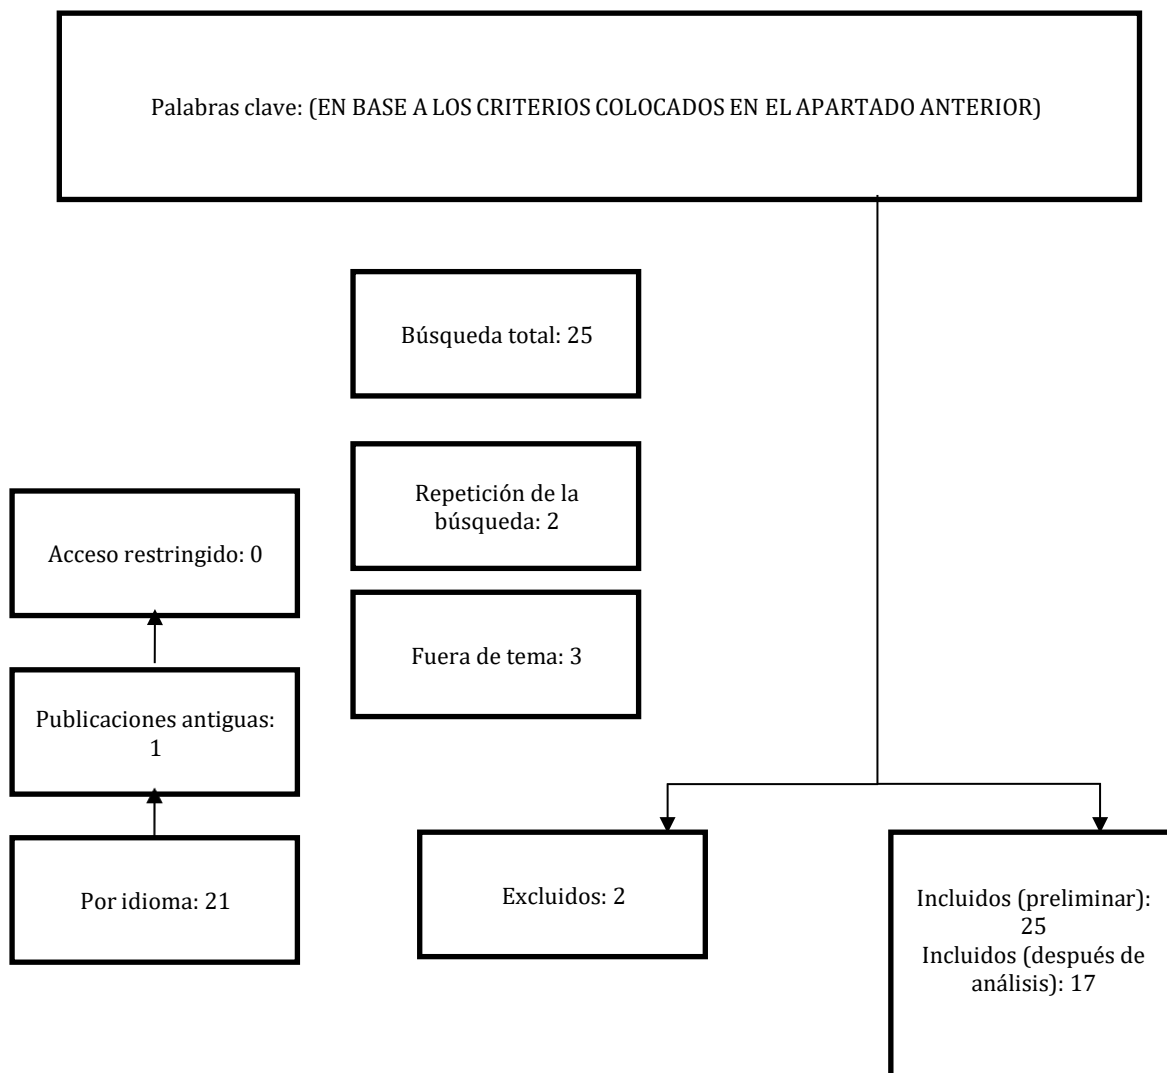 Palabras clave: (EN BASE A LOS CRITERIOS COLOCADOS EN EL APARTADO ANTERIOR)
Búsqueda total: 25
Repetición de la
búsqueda: 2
Acceso restringido: 0
Fuera de tema: 3
Publicaciones antiguas:
1
Por idioma: 21
Excluidos: 2
Incluidos (preliminar):
25
Incluidos (después de
análisis): 17